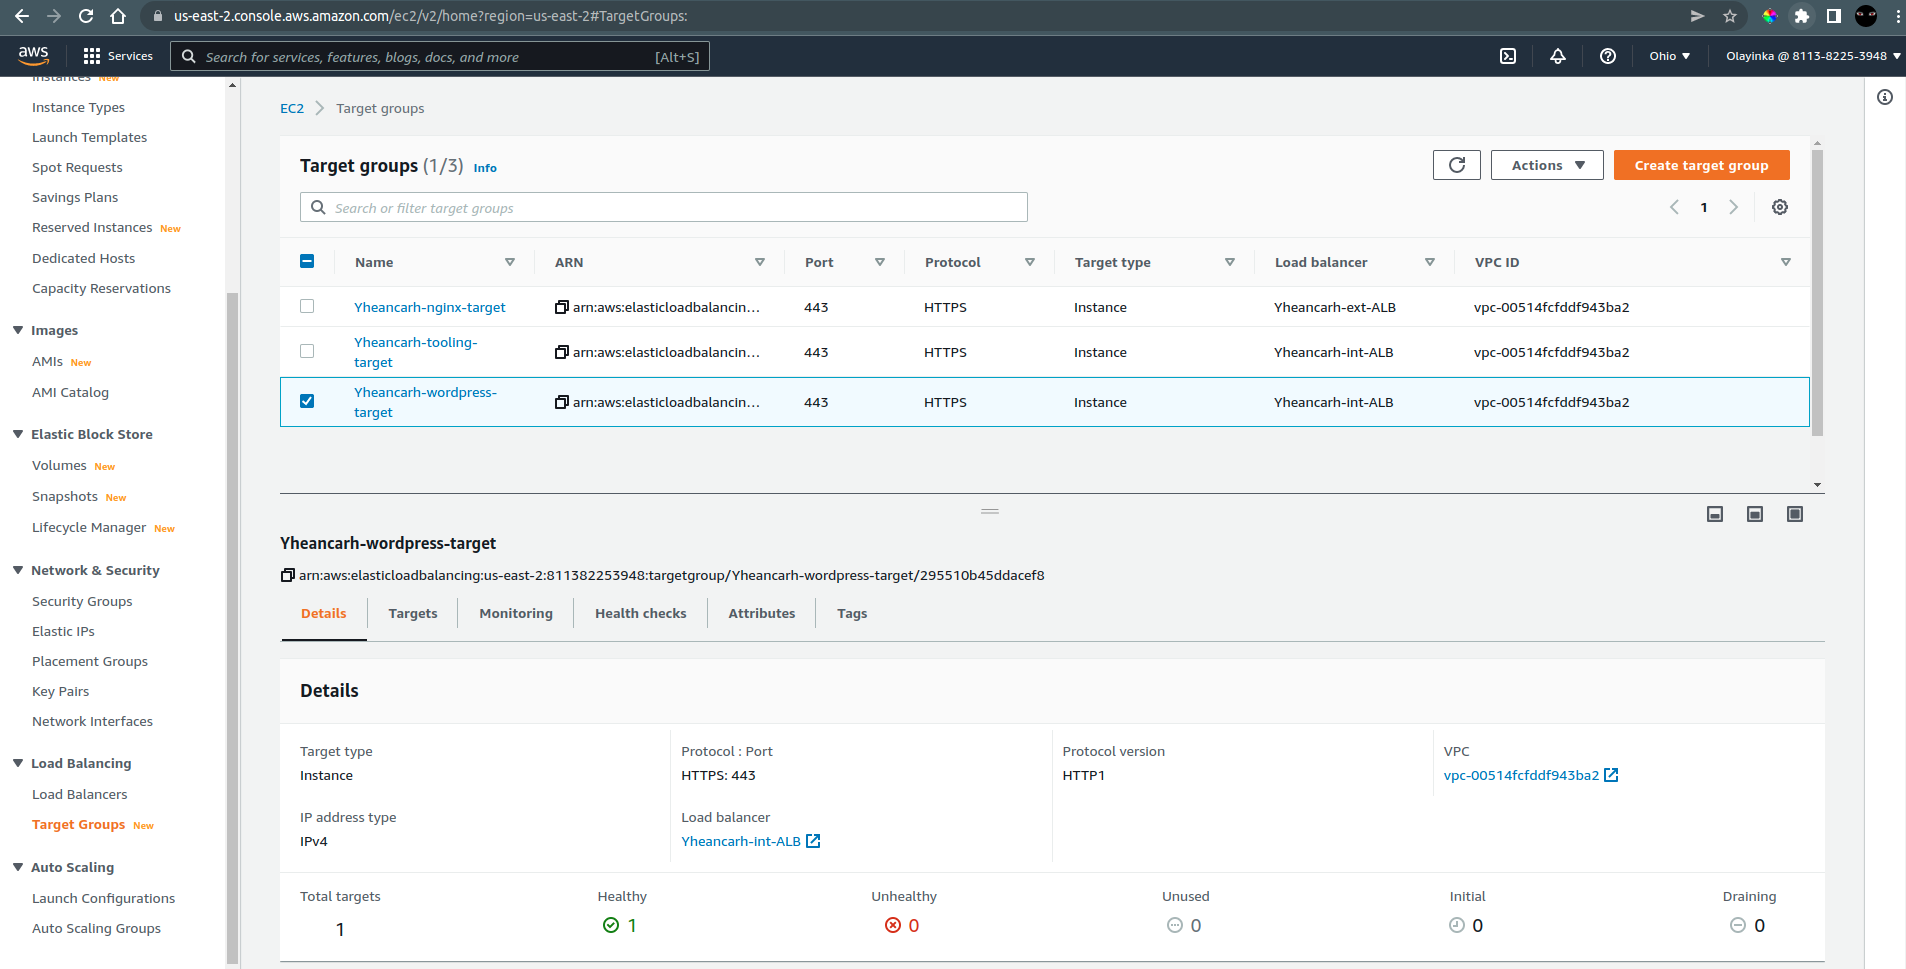 us-east-2.console.aws.amazon.com/ec2/v2/home?region=us-east-2#TargetGroups:
aws
Services
Search for services, features, blogs, docs, and more
[Alt+S]
Ohio
Olayinka @ 8113-8225-3948
Instances New
Instance Types
Launch Templates
Spot Requests
Savings Plans
Reserved Instances New
Dedicated Hosts
Capacity Reservations
Images
AMIs New
AMI Catalog
Elastic Block Store
Volumes New
Snapshots New
Lifecycle Manager New
Network & Security
Security Groups
Elastic IPs
Placement Groups
Key Pairs
Network Interfaces
Load Balancing
Load Balancers
Target Groups New
Auto Scaling
Launch Configurations
Auto Scaling Groups
EC2 Target groups
Target groups (1/3) Info
Actions
Create target group
Search or filter target groups
1
Name ARN Port Protocol Target type Load balancer VPC ID
Yheancarh-nginx-target arn:aws:elasticloadbalancin... 443 HTTPS Instance Yheancarh-ext-ALB vpc-00514fcfddf943ba2
Yheancarh-tooling-
target arn:aws:elasticloadbalancin... 443 HTTPS Instance Yheancarh-int-ALB vpc-00514fcfddf943ba2
Yheancarh-wordpress-
target arn:aws:elasticloadbalancin... 443 HTTPS Instance Yheancarh-int-ALB vpc-00514fcfddf943ba2
Yheancarh-wordpress-target
arn:aws:elasticloadbalancing:us-east-2:811382253948:targetgroup/Yheancarh-wordpress-target/295510b45ddacef8
Details Targets Monitoring Health checks Attributes Tags
Details
Target type Protocol : Port Protocol version VPC
Instance HTTPS: 443 HTTP1 vpc-00514fcfddf943ba2
IP address type Load balancer
IPv4 Yheancarh-int-ALB
Total targets Healthy Unhealthy Unused Initial Draining
1 1 0 0 0 0